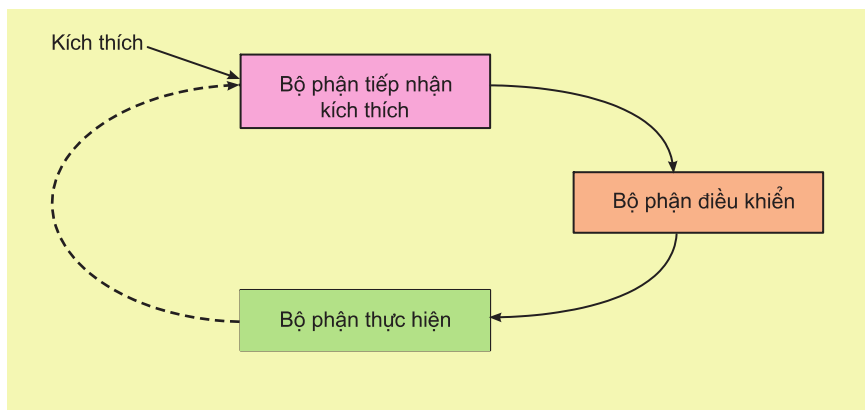 Kích thích
Bộ phận tiếp nhận
kích thích
Bộ phận điều khiển
Bộ phận thực hiện